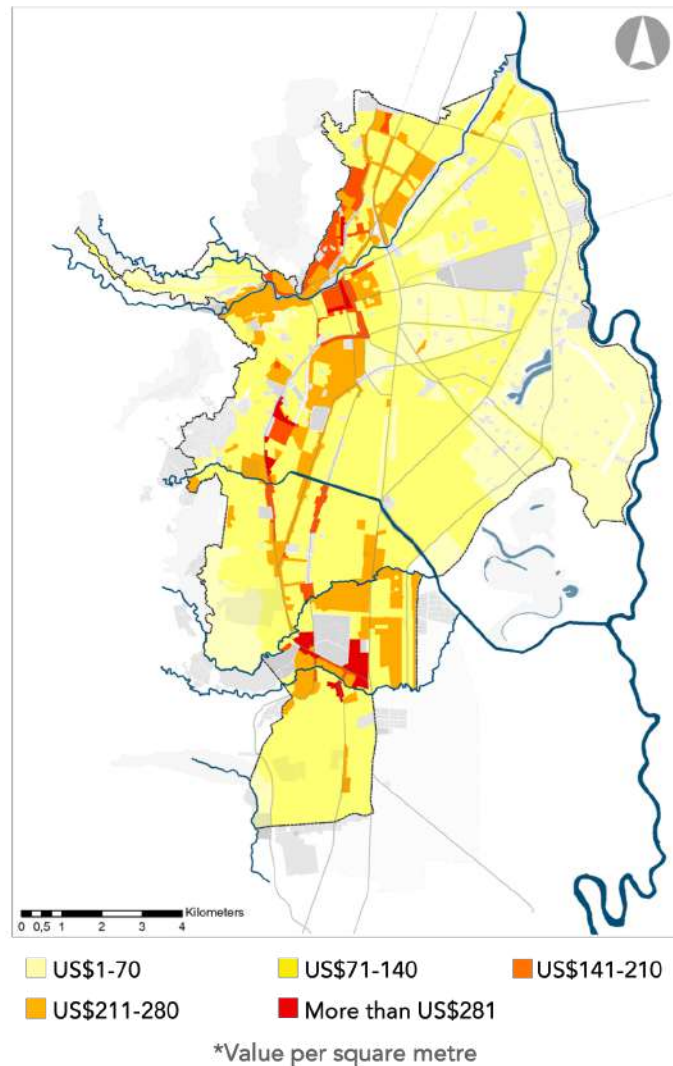 Kilometers
0 0,5 1 2 3 4
US$1-70 US$71-140 US$141-210
US$211-280 More than US$281
*Value per square metre